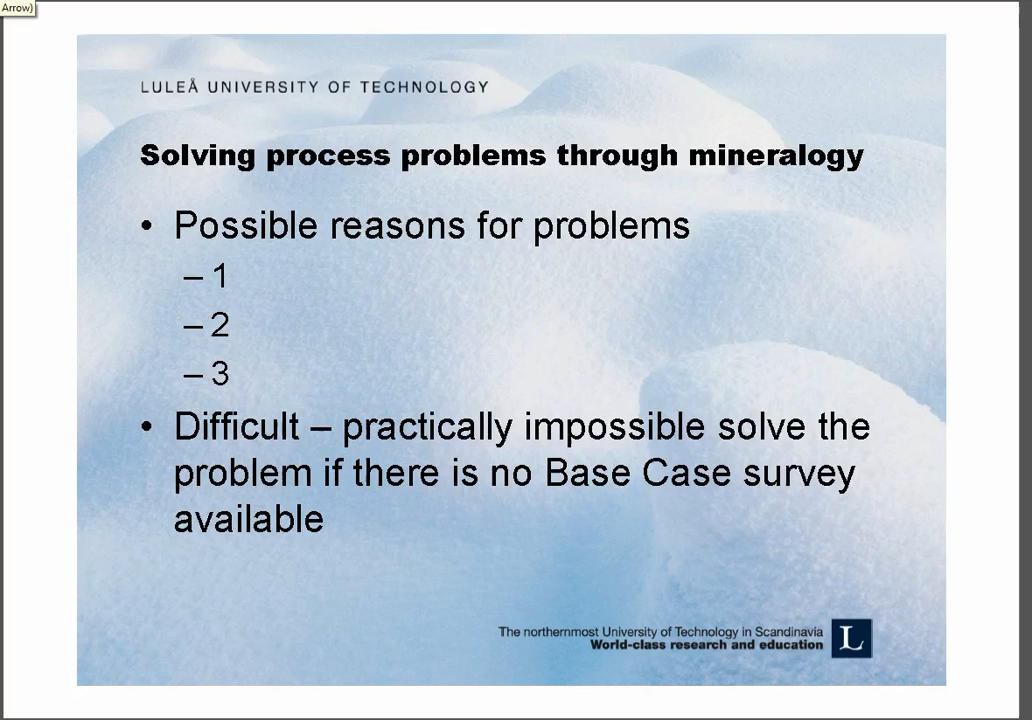 Arrow)
LULEÅ UNIVERSITY OF TECHNOLOGY
Solving process problems through mineralogy
• Possible reasons for problems
– 1
– 2
– 3
• Difficult – practically impossible solve the
problem if there is no Base Case survey
available
The northernmost University of Technology in Scandinavia
World-class research and education
L